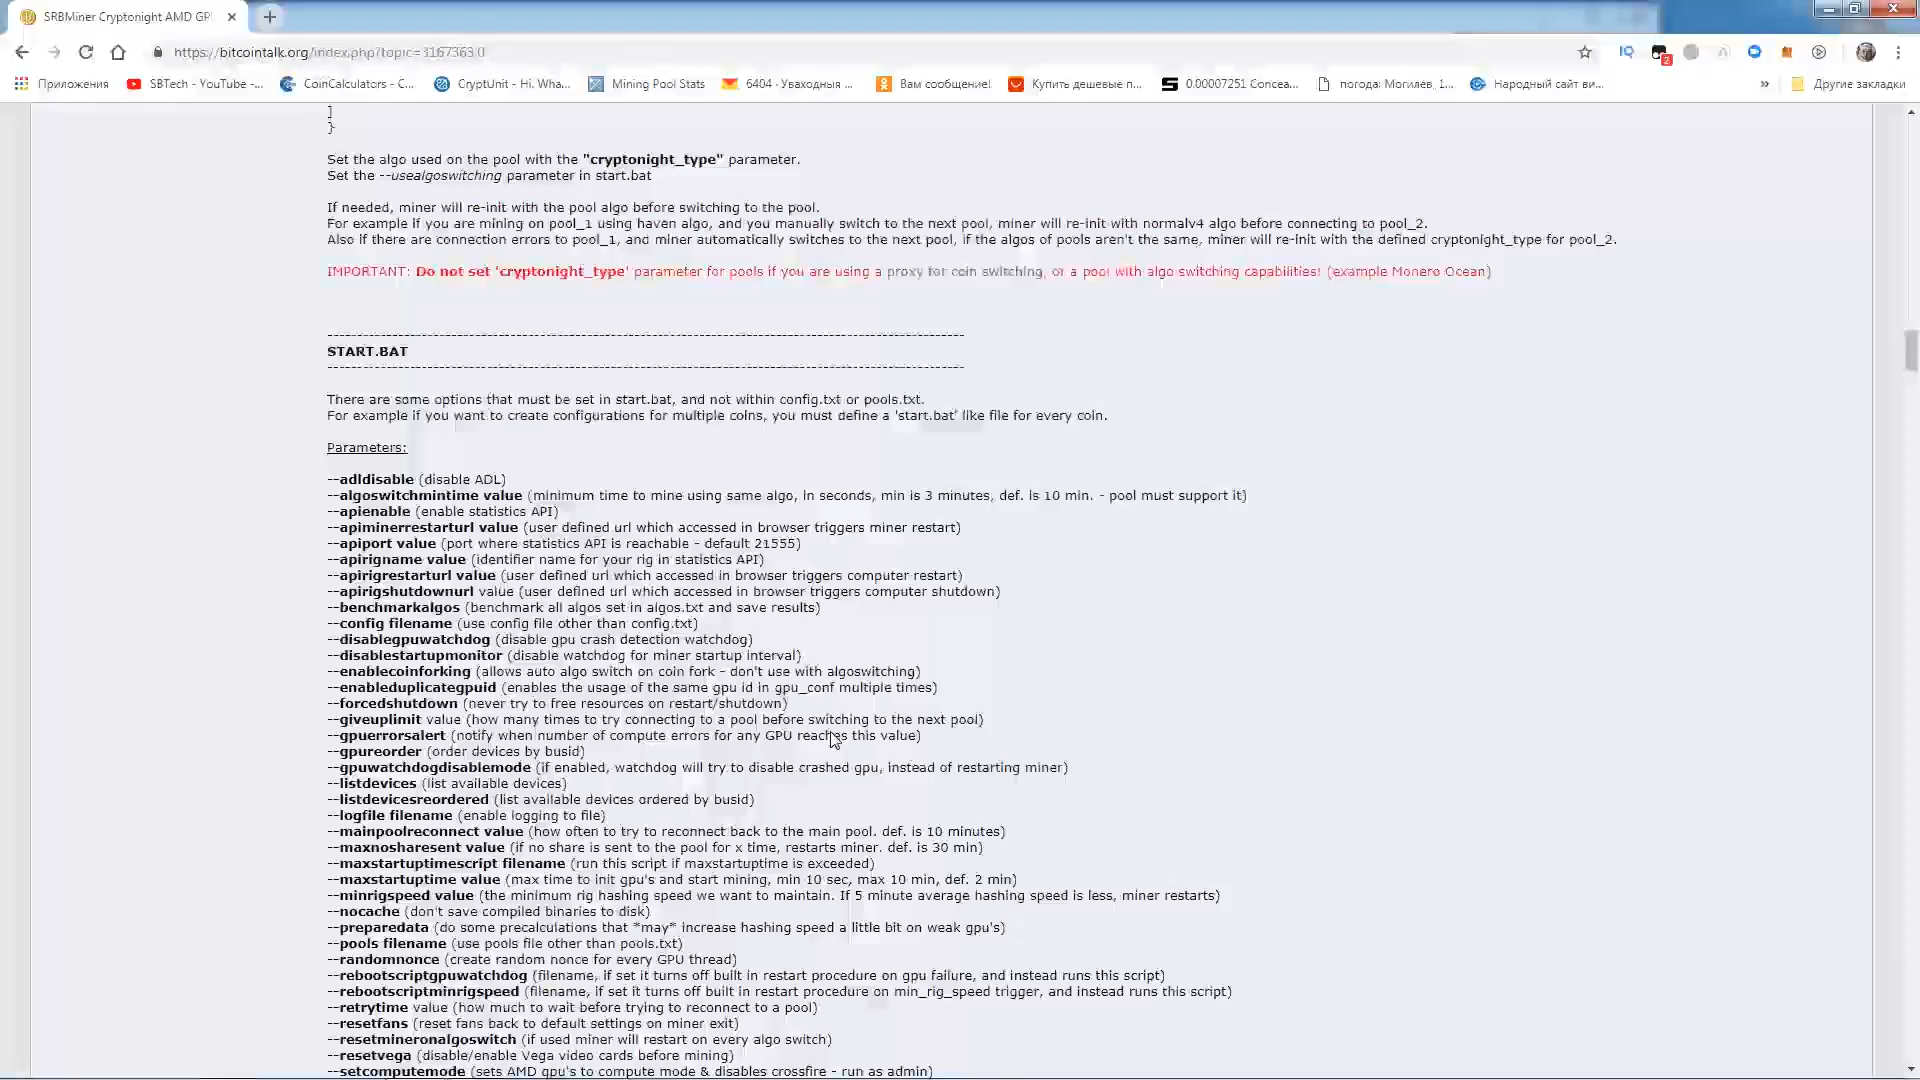 SRBMiner Cryptonight AMD GP
https://bitcointalk.org/index.php?topic=3167363.0
2
Приложения
SBTech - YouTube -...
CoinCalculators - C...
CryptUnit - Hi. Wha...
Mining Pool Stats
6404 · Уваходныя ...
Вам сообщение!
Купить дешевые п...
0.00007251 Concea...
погода: Могилев, 1...
Народный сайт ви...
»
Другие закладки
]
}
Set the algo used on the pool with the "cryptonight_type" parameter.
Set the --usealgoswitching parameter in start.bat
If needed, miner will re-init with the pool algo before switching to the pool.
For example if you are mining on pool_1 using haven algo, and you manually switch to the next pool, miner will re-init with normalv4 algo before connecting to pool_2.
Also if there are connection errors to pool_1, and miner automatically switches to the next pool, if the algos of pools aren't the same, miner will re-init with the defined cryptonight_type for pool_2.
IMPORTANT: Do not set 'cryptonight_type' parameter for pools if you are using a proxy for coin switching, or a pool with algo switching capabilities! (example Monero Ocean)
START.BAT
There are some options that must be set in start.bat, and not within config.txt or pools.txt.
For example if you want to create configurations for multiple coins, you must define a 'start.bat' like file for every coin.
Parameters:
--adldisable (disable ADL)
--algoswitchmintime value (minimum time to mine using same algo, in seconds, min is 3 minutes, def. is 10 min. - pool must support it)
--apienable (enable statistics API)
--apiminerrestarturl value (user defined url which accessed in browser triggers miner restart)
--apiport value (port where statistics API is reachable - default 21555)
--apirigname value (identifier name for your rig in statistics API)
--apirigrestarturl value (user defined url which accessed in browser triggers computer restart)
--apirigshutdownurl value (user defined url which accessed in browser triggers computer shutdown)
--benchmarkalgos (benchmark all algos set in algos.txt and save results)
--config filename (use config file other than config.txt)
--disablegpuwatchdog (disable gpu crash detection watchdog)
--disablestartupmonitor (disable watchdog for miner startup interval)
--enablecoinforking (allows auto algo switch on coin fork - don't use with algoswitching)
--enableduplicategpuid (enables the usage of the same gpu id in gpu_conf multiple times)
--forcedshutdown (never try to free resources on restart/shutdown)
--giveuplimit value (how many times to try connecting to a pool before switching to the next pool)
--gpuerrorsalert (notify when number of compute errors for any GPU reaches this value)
--gpureorder (order devices by busid)
--gpuwatchdogdisablemode (if enabled, watchdog will try to disable crashed gpu, instead of restarting miner)
--listdevices (list available devices)
--listdevicesreordered (list available devices ordered by busid)
--logfile filename (enable logging to file)
--mainpoolreconnect value (how often to try to reconnect back to the main pool. def. is 10 minutes)
--maxnosharesent value (if no share is sent to the pool for x time, restarts miner. def. is 30 min)
--maxstartuptimescript filename (run this script if maxstartuptime is exceeded)
--maxstartuptime value (max time to init gpu's and start mining, min 10 sec, max 10 min, def. 2 min)
--minrigspeed value (the minimum rig hashing speed we want to maintain. If 5 minute average hashing speed is less, miner restarts)
--nocache (don't save compiled binaries to disk)
--preparedata (do some precalculations that *may* increase hashing speed a little bit on weak gpu's)
--pools filename (use pools file other than pools.txt)
--randomnonce (create random nonce for every GPU thread)
--rebootscriptgpuwatchdog (filename, if set it turns off built in restart procedure on gpu failure, and instead runs this script)
--rebootscriptminrigspeed (filename, if set it turns off built in restart procedure on min_rig_speed trigger, and instead runs this script)
--retrytime value (how much to wait before trying to reconnect to a pool)
--resetfans (reset fans back to default settings on miner exit)
--resetmineronalgoswitch (if used miner will restart on every algo switch)
--resetvega (disable/enable Vega video cards before mining)
--setcomputemode (sets AMD gpu's to compute mode & disables crossfire - run as admin)